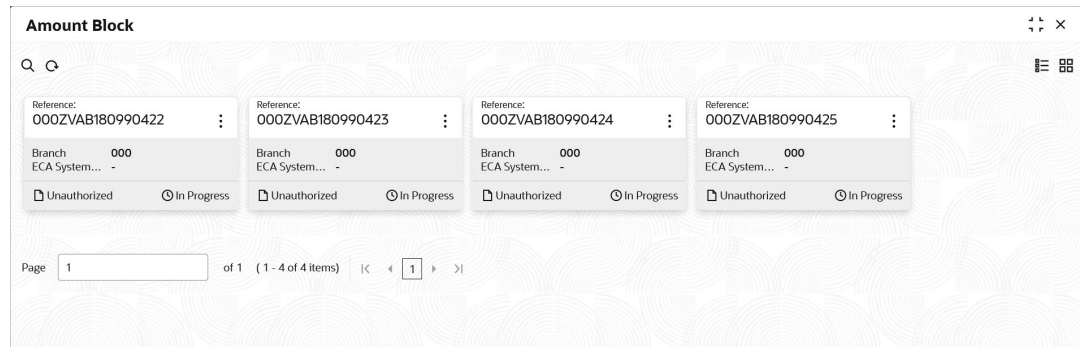 Amount Block
Reference:
000ZVAB180990422
Branch 000
ECA System... -
Unauthorized In Progress
Reference:
000ZVAB180990423
Branch 000
ECA System... -
Unauthorized In Progress
Reference:
000ZVAB180990424
Branch 000
ECA System... -
Unauthorized In Progress
Reference:
000ZVAB180990425
Branch 000
ECA System... -
Unauthorized In Progress
Page 1 of 1 ( 1 - 4 of 4 items) 1